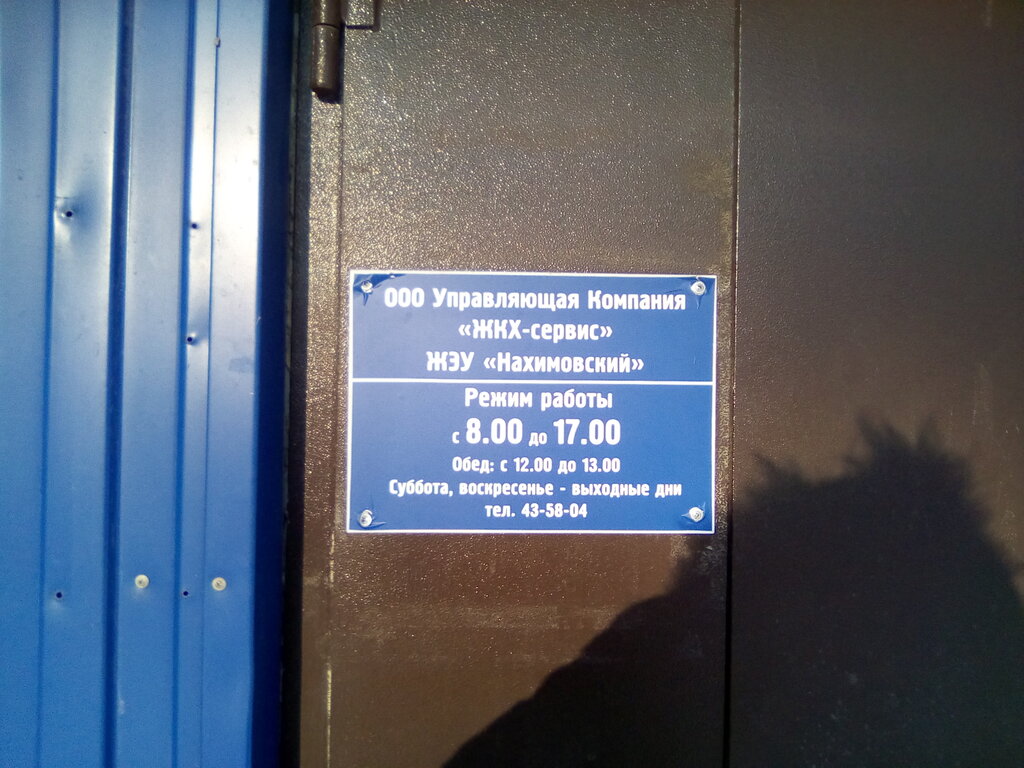 ООО Управляющая Компания
«ЖКХ-сервис»
ЖЭУ «Нахимовский»
Режим работы
с 8.00 до 17.00
Обед: с 12.00 до 13.00
Суббота, воскресенье - выходные дни
тел. 43-58-04